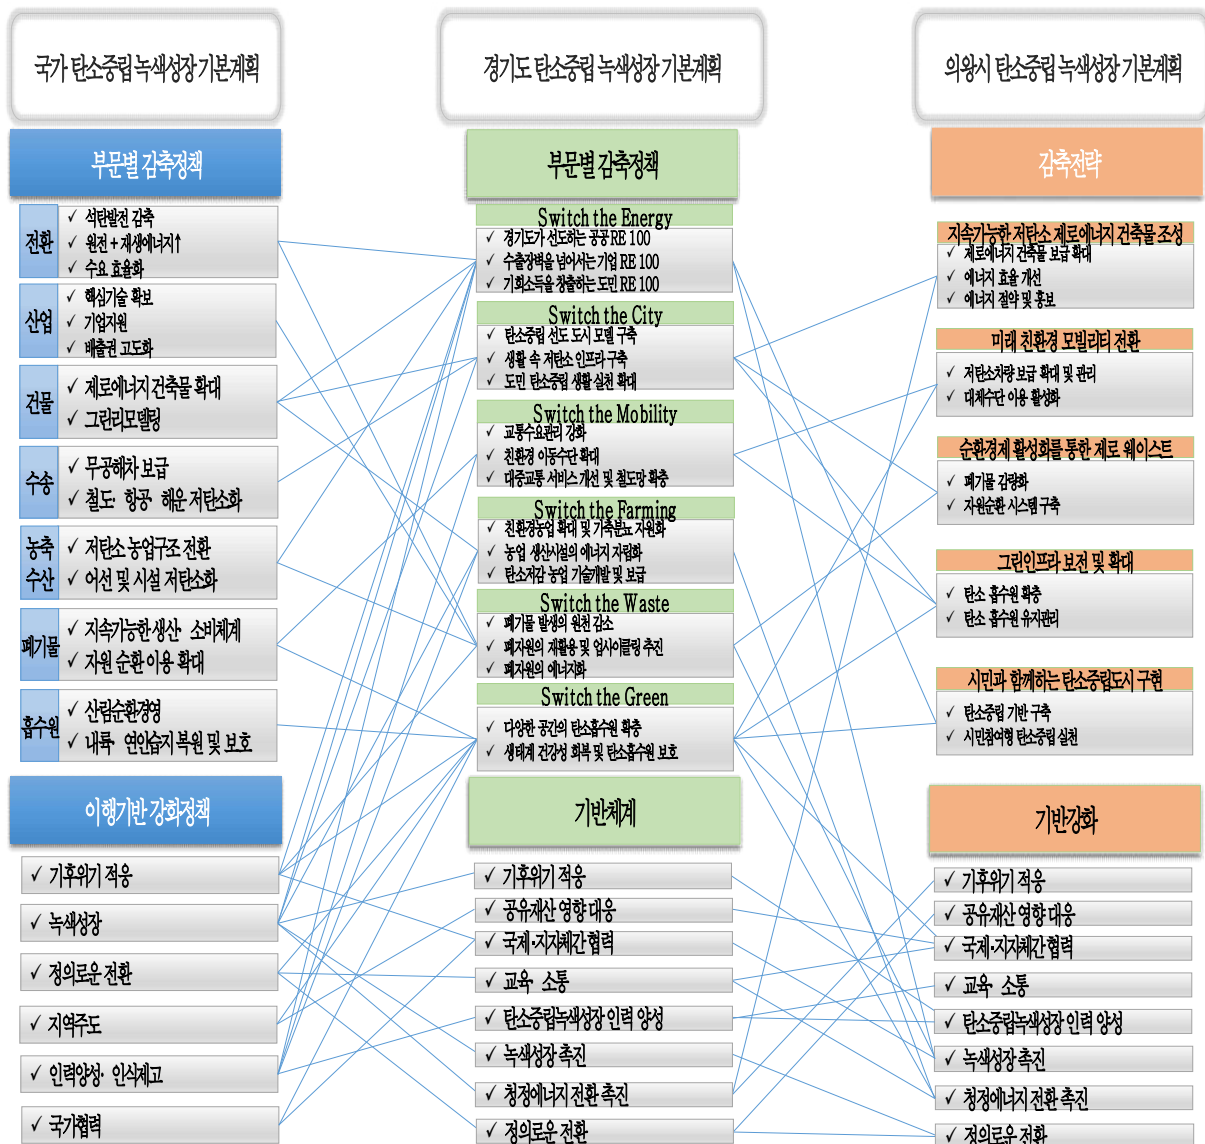 국가 탄소중립 녹색성장 기본계획
경기도 탄소중립 녹색성장 기본계획
의왕시 탄소중립 녹색성장 기본계획
부문별 감축정책
전환
✓ 석탄발전 감축
✓ 원전 + 재생에너지↑
✓ 수요 효율화
산업
✓ 핵심기술 확보
✓ 기업지원
✓ 배출권 고도화
건물
✓ 제로에너지 건축물 확대
✓ 그린리모델링
수송
✓ 무공해차 보급
✓ 철도· 항공· 해운 저탄소화
농축
수산
✓ 저탄소 농업구조 전환
✓ 어선 및 시설 저탄소화
폐기물
✓ 지속가능한 생산· 소비체계
✓ 자원 순환 이용 확대
흡수원
✓ 산림순환경영
✓ 내륙· 연안습지 복원 및 보호
이행기반 강화정책
✓ 기후위기 적응
✓ 녹색성장
✓ 정의로운 전환
✓ 지역주도
✓ 인력양성· 인식제고
✓ 국가협력
부문별 감축정책
Switch the Energy
✓ 경기도가 선도하는 공공 RE 100
✓ 수출장벽을 넘어서는 기업 RE 100
✓ 기회소득을 창출하는 도민 RE 100
Switch the City
✓ 탄소중립 선도 도시 모델 구축
✓ 생활 속 저탄소 인프라 구축
✓ 도민 탄소중립 생활 실천 확대
Switch the Mobility
✓ 교통수요관리 강화
✓ 친환경 이동수단 확대
✓ 대중교통 서비스 개선 및 철도망 확충
Switch the Farming
✓ 친환경농업 확대 및 가축분뇨 자원화
✓ 농업 생산시설의 에너지 자립화
✓ 탄소저감 농업 기술개발 및 보급
Switch the Waste
✓ 폐기물 발생의 원천 감소
✓ 폐자원의 재활용 및 업사이클링 추진
✓ 폐자원의 에너지화
Switch the Green
✓ 다양한 공간의 탄소흡수원 확충
✓ 생태계 건강성 회복 및 탄소흡수원 보호
기반체계
✓ 기후위기 적응
✓ 공유재산 영향 대응
✓ 국제·지자체간 협력
✓ 교육· 소통
✓ 탄소중립녹색성장 인력 양성
✓ 녹색성장 촉진
✓ 청정에너지 전환 촉진
✓ 정의로운 전환
감축전략
지속가능한 저탄소 제로에너지 건축물 조성
✓ 제로에너지 건축물 보급 확대
✓ 에너지 효율 개선
✓ 에너지 절약 및 홍보
미래 친환경 모빌리티 전환
✓ 저탄소차량 보급 확대 및 관리
✓ 대체수단 이용 활성화
순환경제 활성화를 통한 제로 웨이스트
✓ 폐기물 감량화
✓ 자원순환 시스템 구축
그린인프라 보전 및 확대
✓ 탄소 흡수원 확충
✓ 탄소 흡수원 유지관리
시민과 함께하는 탄소중립도시 구현
✓ 탄소중립 기반 구축
✓ 시민참여형 탄소중립 실천
기반강화
✓ 기후위기 적응
✓ 공유재산 영향 대응
✓ 국제·지자체간 협력
✓ 교육· 소통
✓ 탄소중립녹색성장 인력 양성
✓ 녹색성장 촉진
✓ 청정에너지 전환 촉진
✓ 정의로운 전환